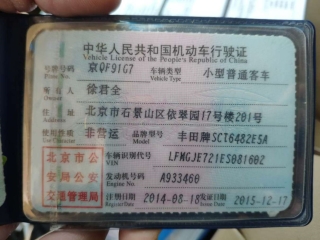 中华人民共和国机动车行驶证
Vehicle License of the People's Republic of China
号牌号码 京QF91G7 车辆类型 小型普通客车
Plate No. Vehicle Type
所有人 徐君全
Owner
住址 北京市石景山区依翠园17号楼201号
Address
使用性质 非营运 品牌型号 丰田牌SCT6482E5A
Use Character Model
北京市公
安局公安
交通管理局
车辆识别代号 LFMGJE721ES081602
VIN
发动机号码 A933460
Engine No.
注册日期 2014-08-18 发证日期 2015-12-17
Register Date Issue Date